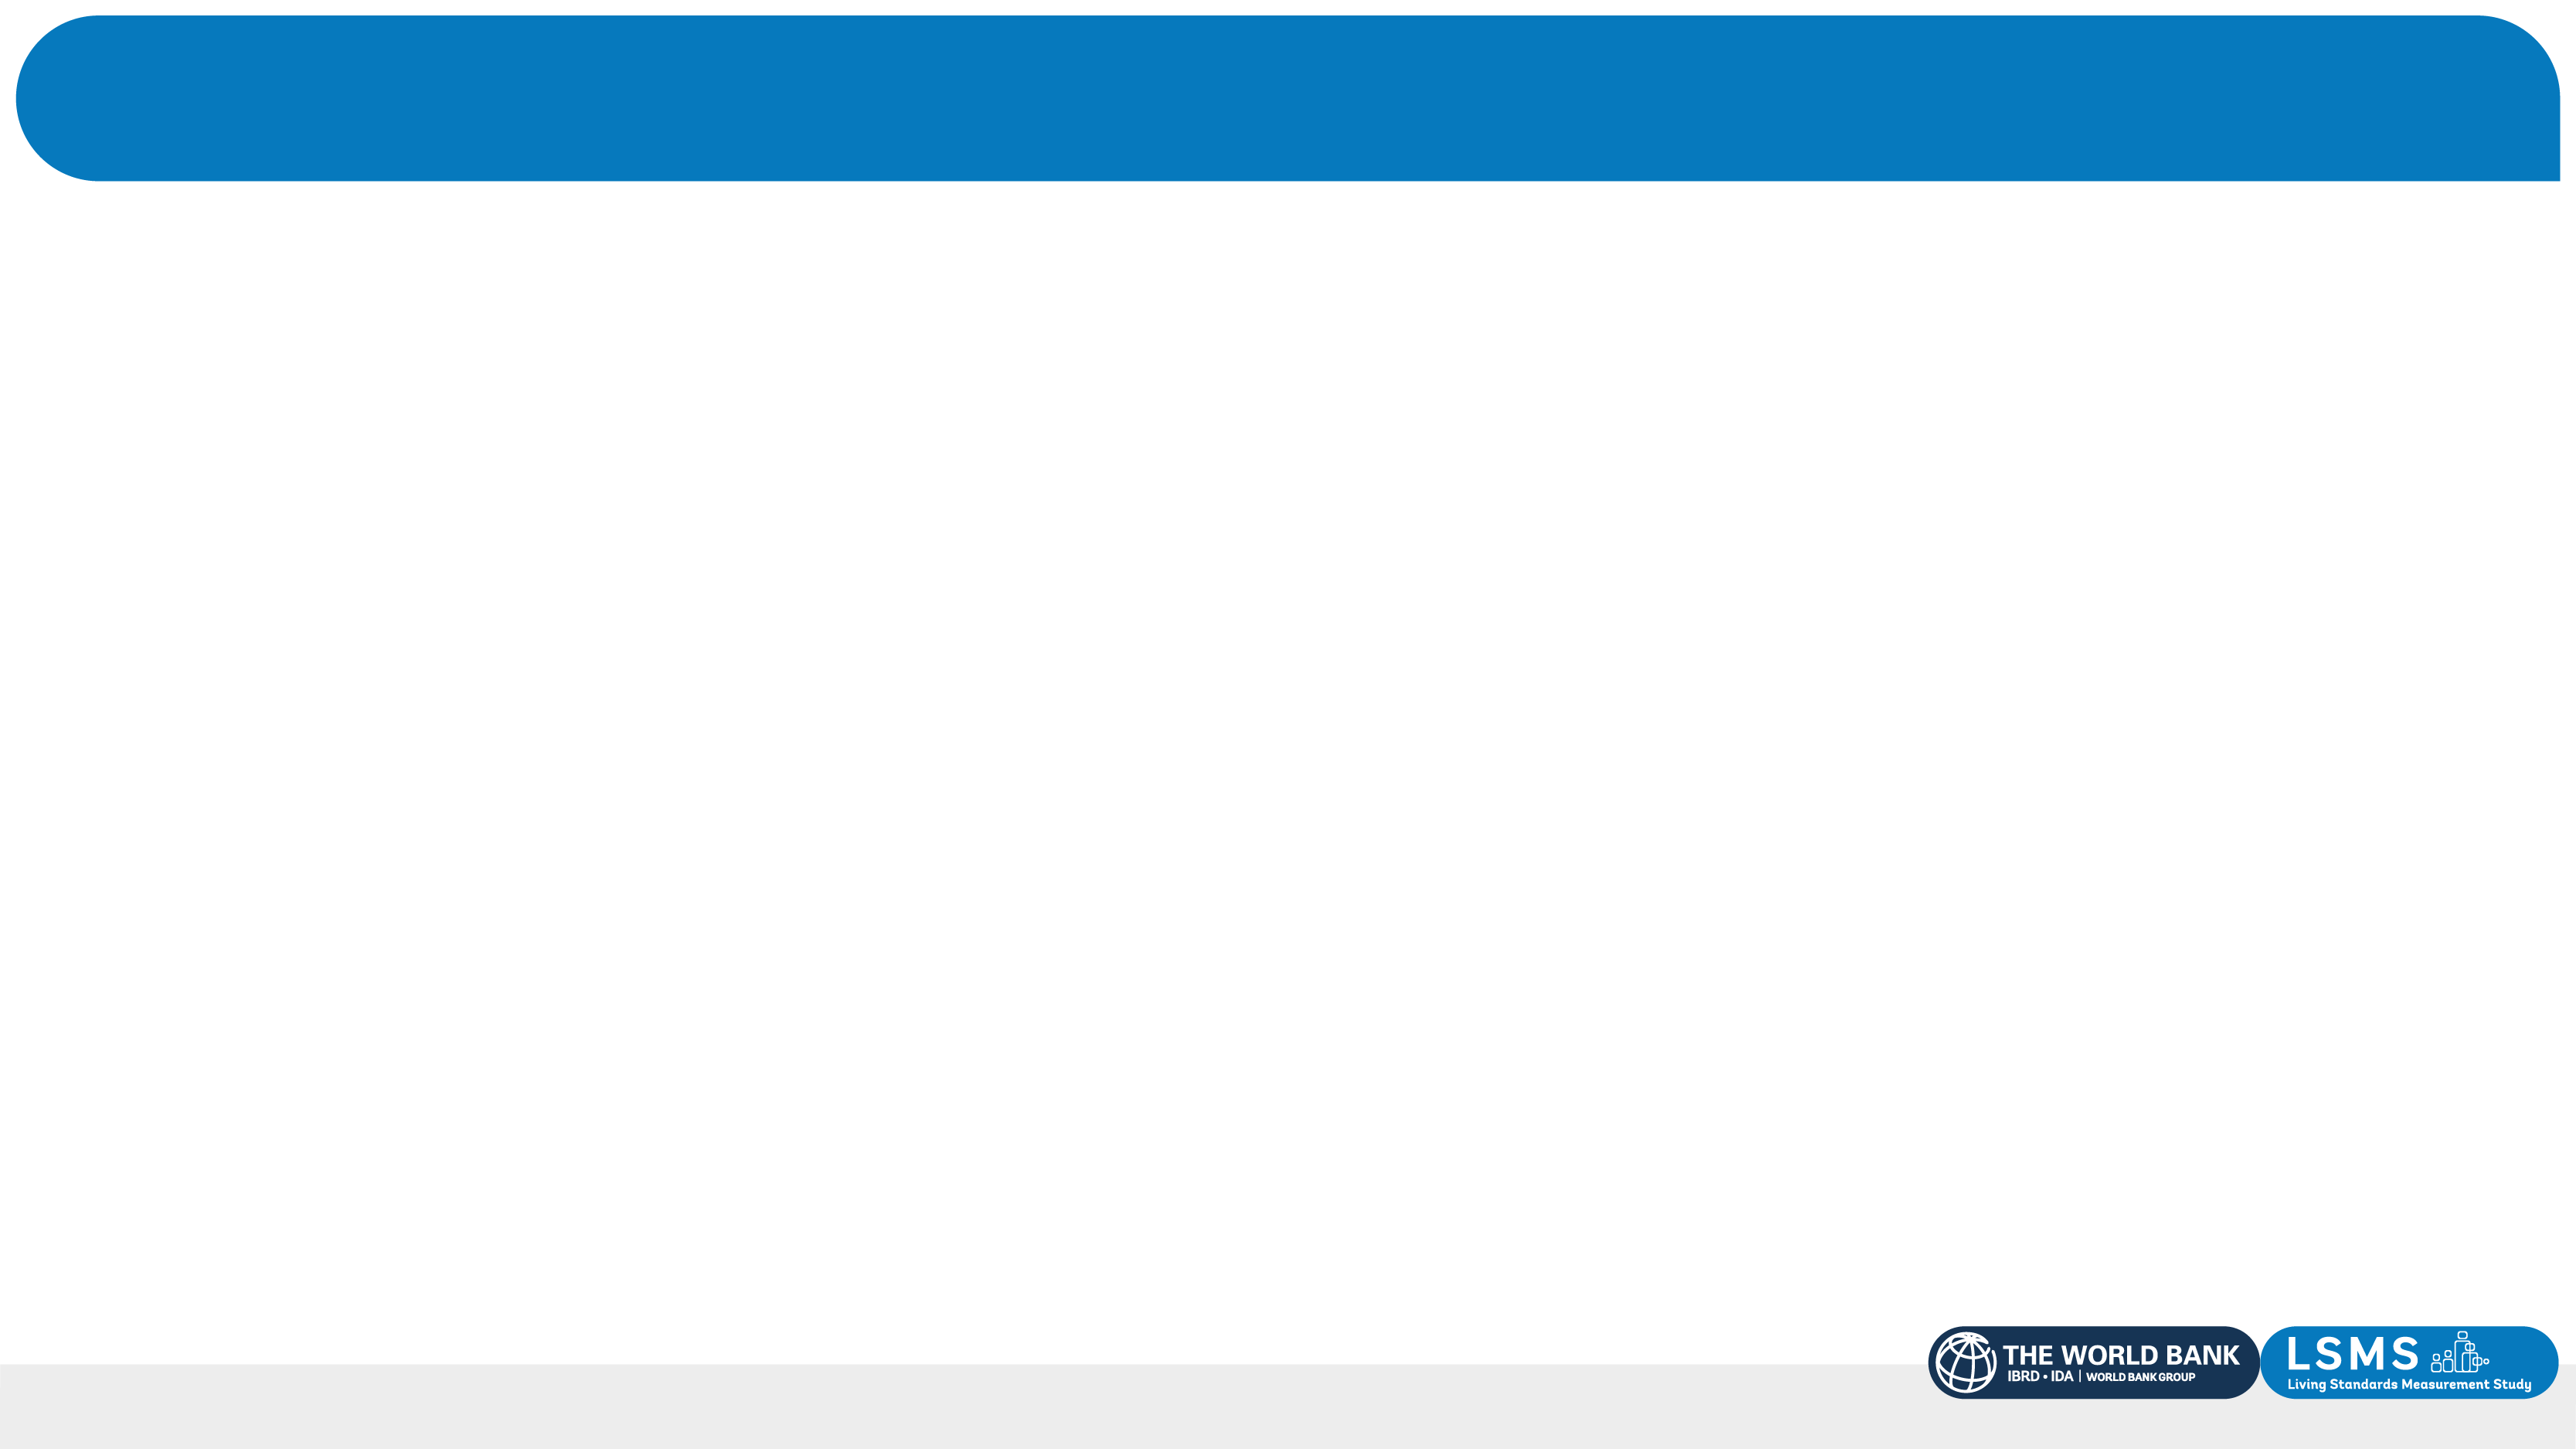 THE WORLD BANK
IBRD • IDA | WORLD BANK GROUP
LSMS
Living Standards Measurement Study